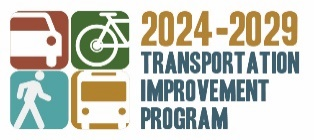 2024-2029
TRANSPORTATION
IMPROVEMENT
PROGRAM